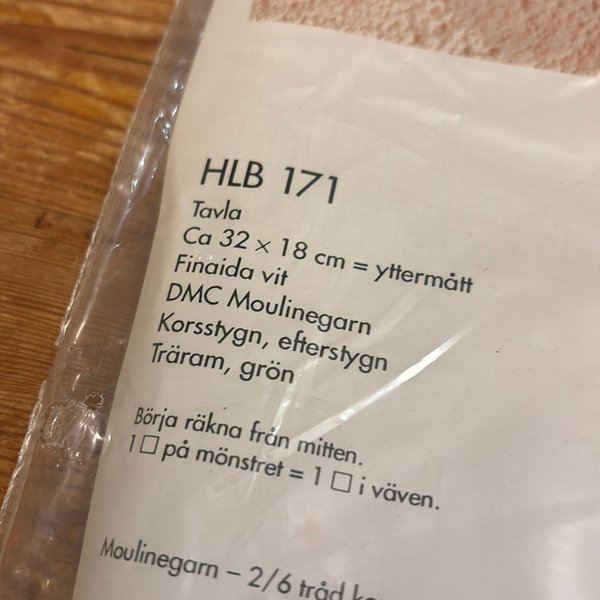 HLB 171
Tavla
Ca 32 × 18 cm = yttermått
Finaida vit
DMC Moulinegarn
Korsstygn, efterstygn
Träram, grön
Börja räkna från mitten.
1 □ på mönstret = 1 □ i väven.
Moulinegarn – 2/6 tråd